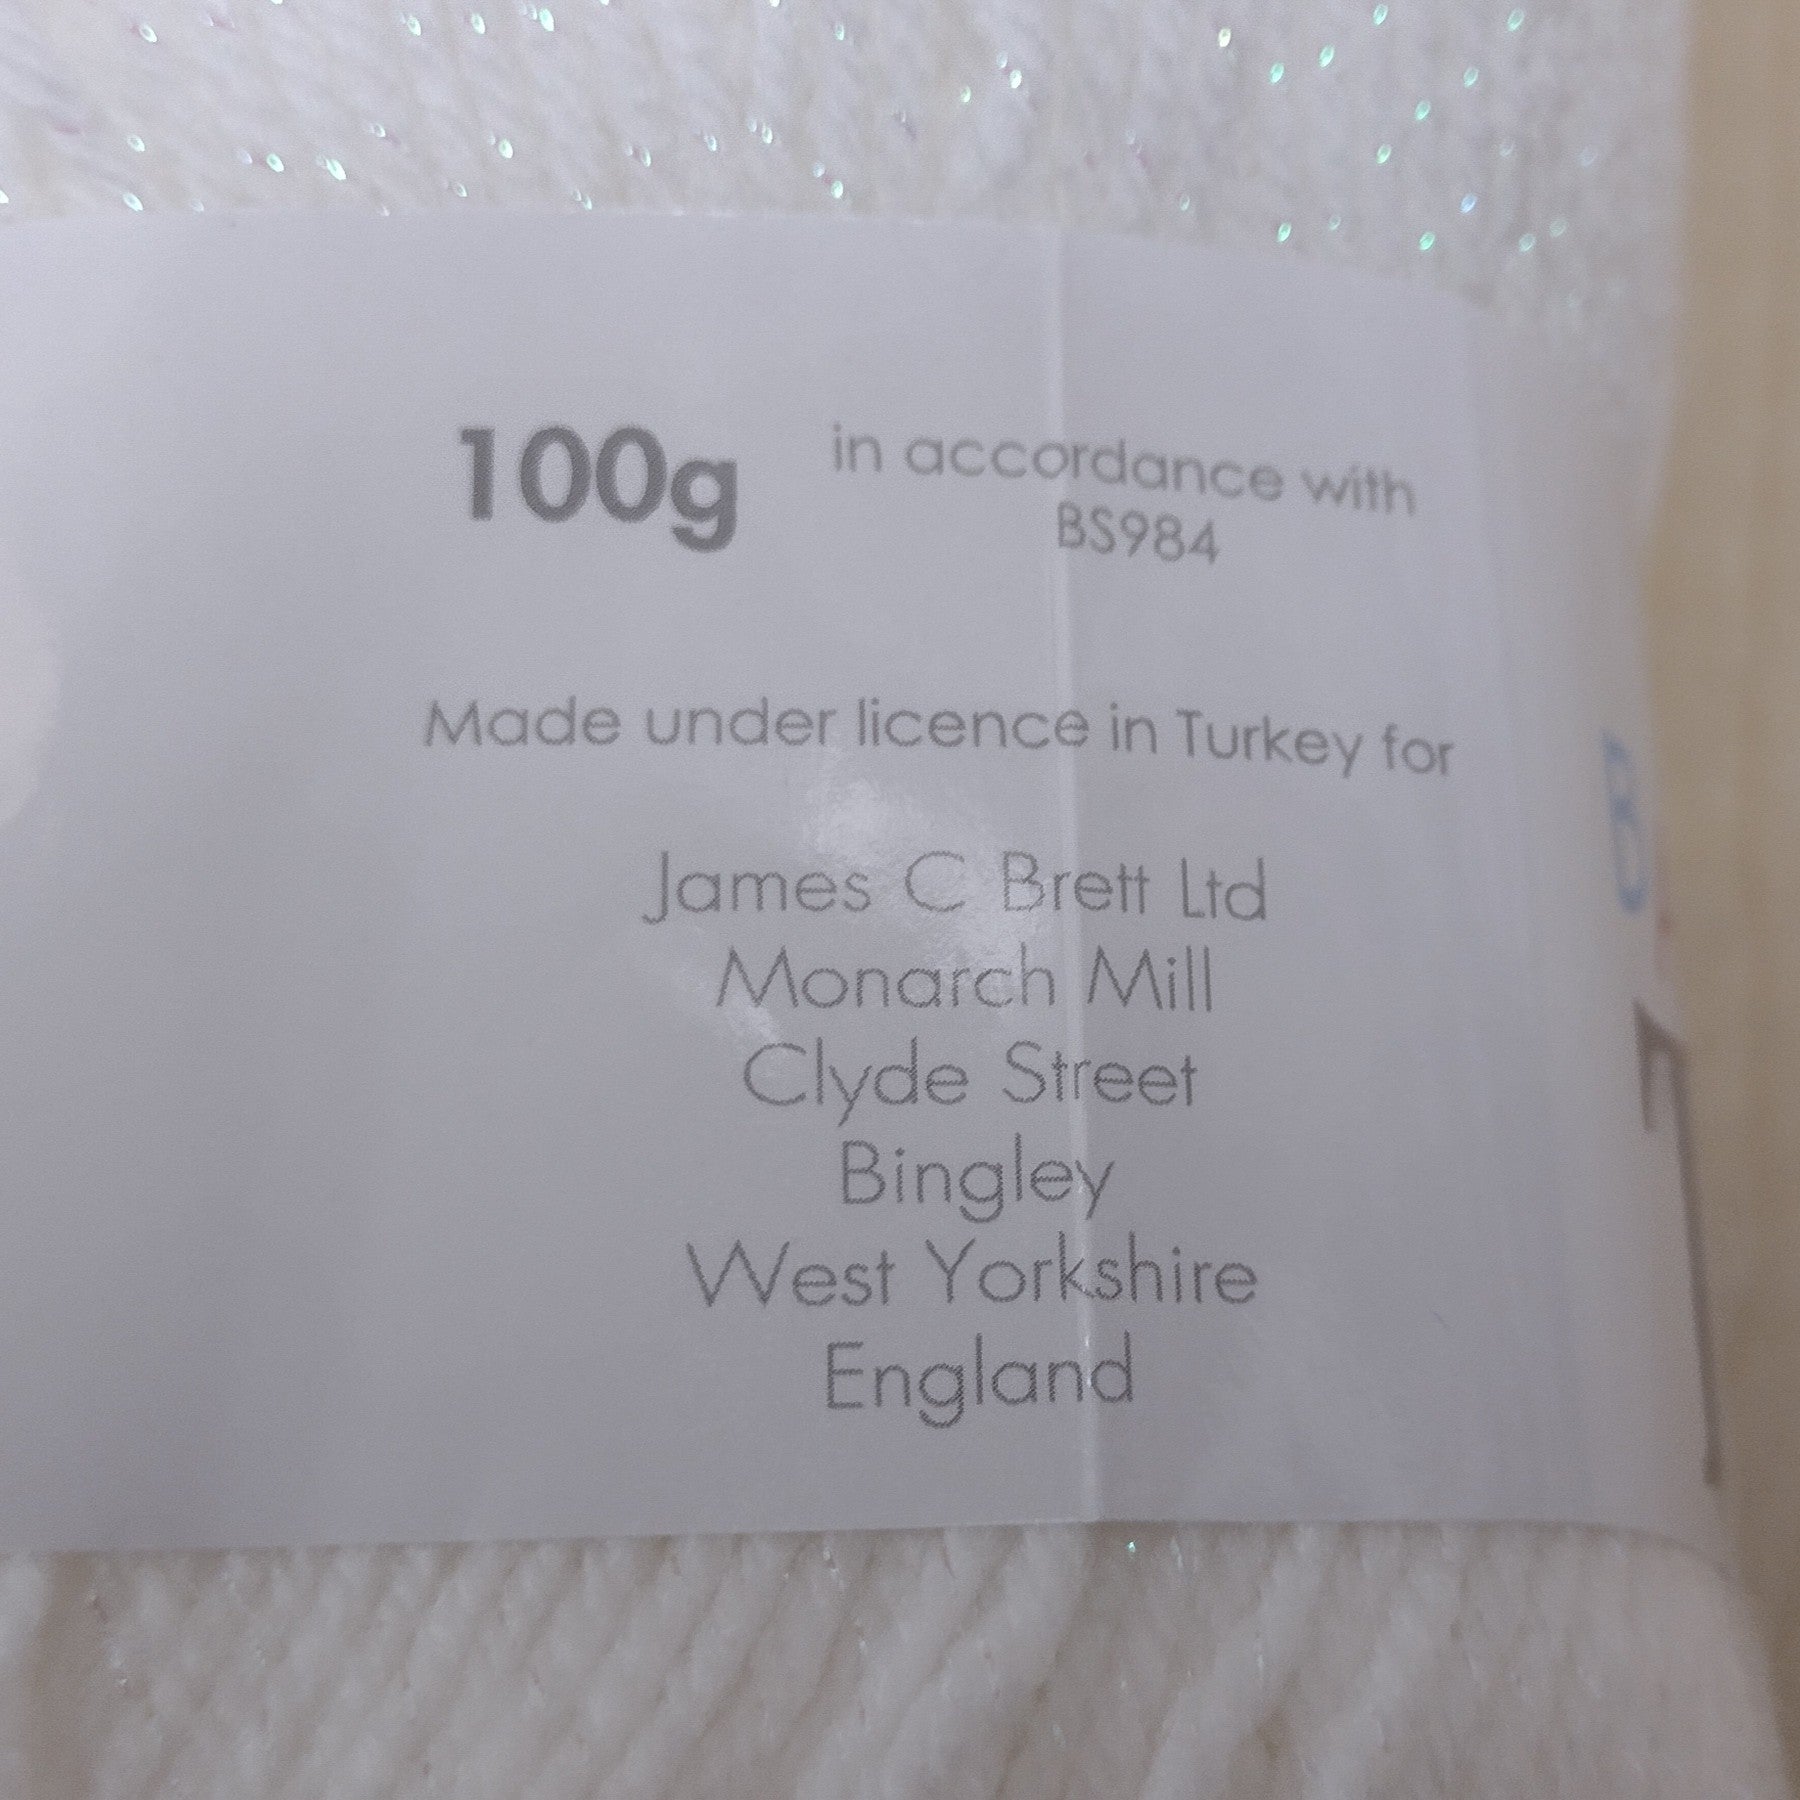 100g in accordance with
BS984
Made under licence in Turkey for
James C Brett Ltd
Monarch Mill
Clyde Street
Bingley
West Yorkshire
England